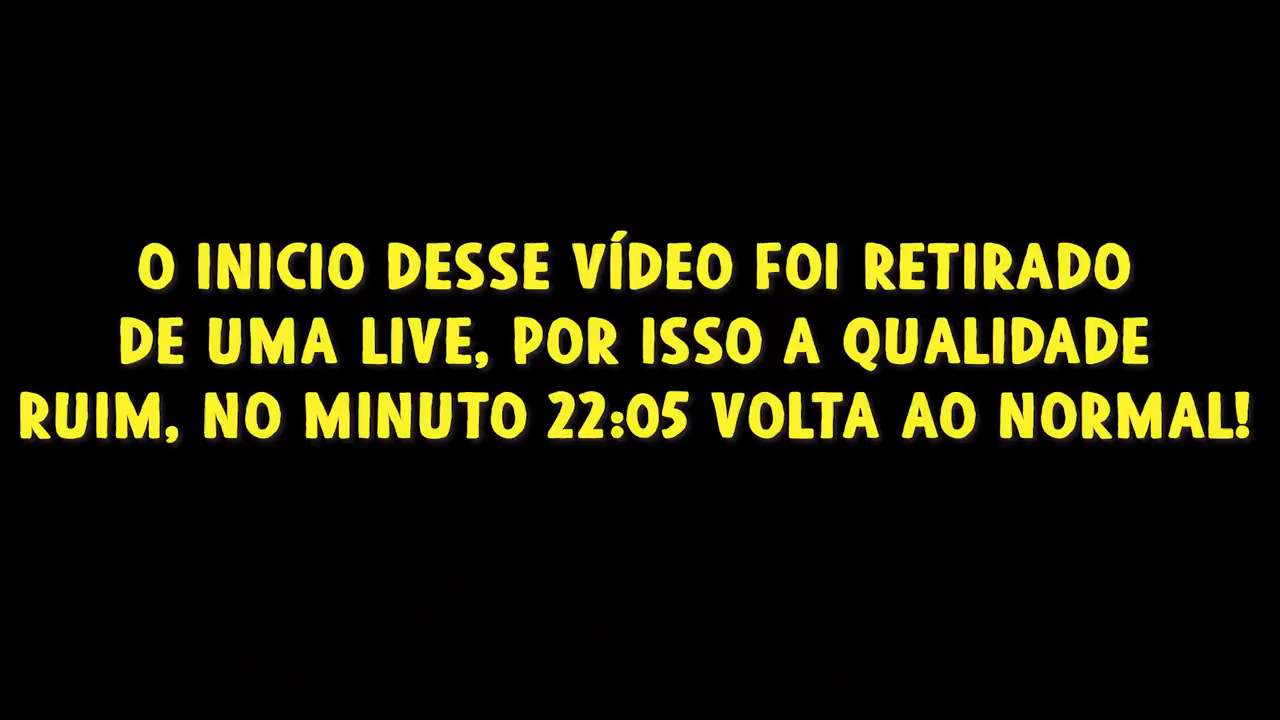 O INICIO DESSE VÍDEO FOI RETIRADO
DE UMA LIVE, POR ISSO A QUALIDADE
RUIM, NO MINUTO 22:05 VOLTA AO NORMAL!